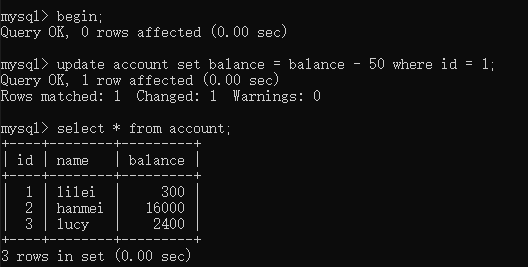 mysql> begin;
Query OK, 0 rows affected (0.00 sec)
mysql> update account set balance = balance - 50 where id = 1;
Query OK, 1 row affected (0.00 sec)
Rows matched: 1  Changed: 1  Warnings: 0
mysql> select * from account;
+----+--------+---------+
| id | name   | balance |
+----+--------+---------+
|  1 | lilei  |     300 |
|  2 | hanmei |   16000 |
|  3 | lucy   |    2400 |
+----+--------+---------+
3 rows in set (0.00 sec)